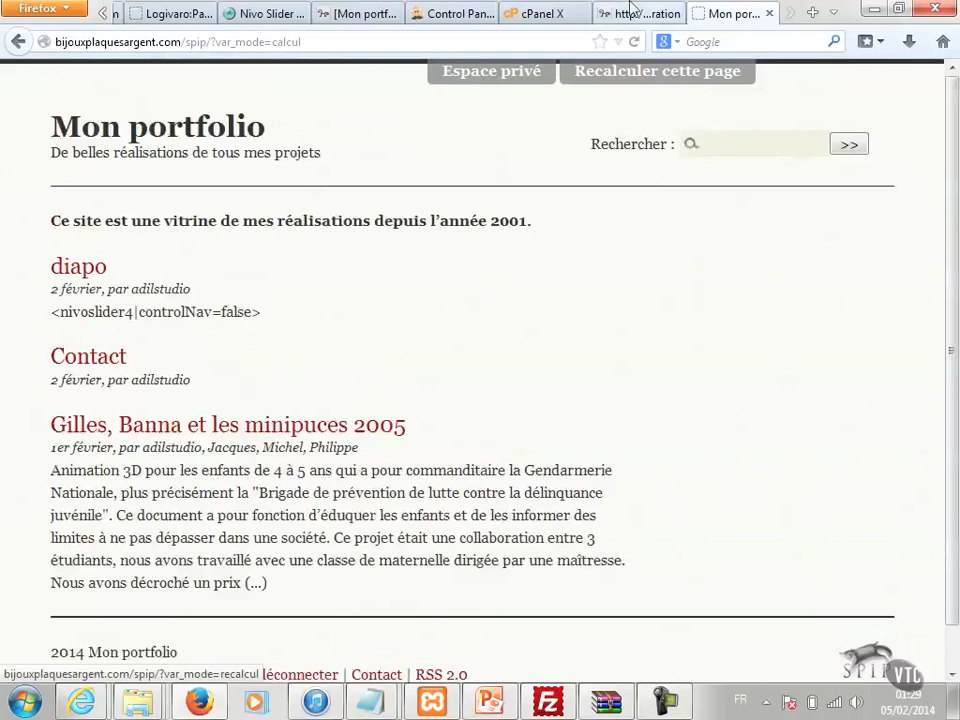 Firefox
n
Logivaro:Pa...
Nivo Slider ...
[Mon portf...
Control Pan...
cPanel X
http:/...ration
Mon por...
bijouxplaquesargent.com/spip/?var_mode=calcul
Google
Espace privé
Recalculer cette page
Mon portfolio
De belles réalisations de tous mes projets
Rechercher :
>>
Ce site est une vitrine de mes réalisations depuis l'année 2001.
diapo
2 février, par adilstudio
<nivoslider4|controlNav=false>
Contact
2 février, par adilstudio
Gilles, Banna et les minipuces 2005
1er février, par adilstudio, Jacques, Michel, Philippe
Animation 3D pour les enfants de 4 à 5 ans qui a pour commanditaire la Gendarmerie
Nationale, plus précisément la "Brigade de prévention de lutte contre la délinquance
juvénile". Ce document a pour fonction d'éduquer les enfants et de les informer des
limites à ne pas dépasser dans une société. Ce projet était une collaboration entre 3
étudiants, nous avons travaillé avec une classe de maternelle dirigée par une maîtresse.
Nous avons décroché un prix (...)
2014 Mon portfolio
bijouxplaquesargent.com/spip/?var_mode=recalcul
léconnecter | Contact | RSS 2.0
SPIP
VTC
FR
01:29
05/02/2014